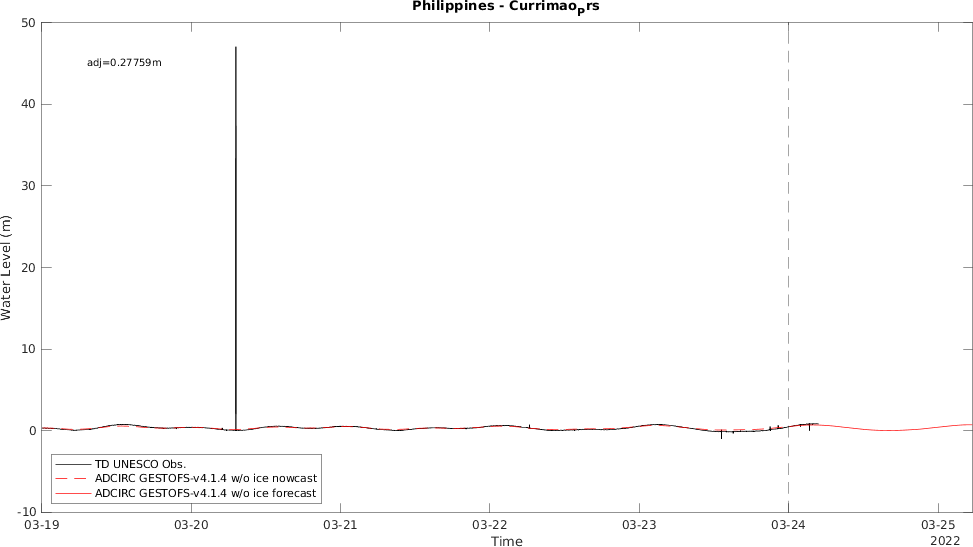 Philippines - Currimaoprs
adj=0.27759m
50
40
30
20
10
0
-10
Water Level (m)
TD UNESCO Obs.
ADCIRC GESTOFS-v4.1.4 w/o ice nowcast
ADCIRC GESTOFS-v4.1.4 w/o ice forecast
03-19
03-20
03-21
03-22
03-23
03-24
03-25
Time
2022